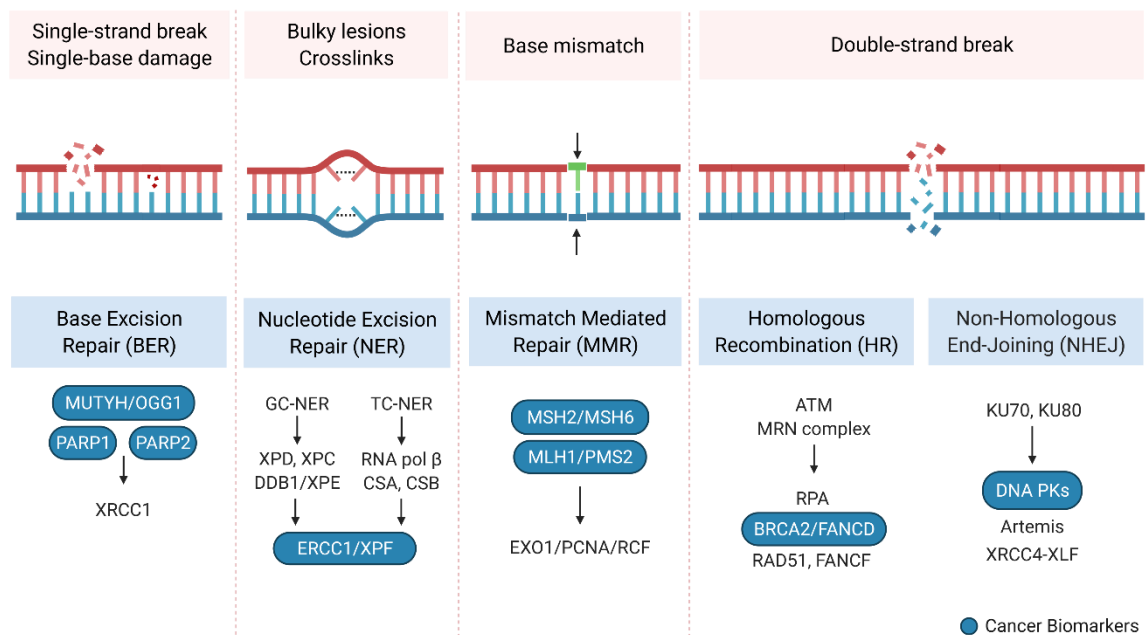 Single-strand break
Single-base damage
Bulky lesions
Crosslinks
Base mismatch
Double-strand break
Base Excision
Repair (BER)
Nucleotide Excision
Repair (NER)
Mismatch Mediated
Repair (MMR)
Homologous
Recombination (HR)
Non-Homologous
End-Joining (NHEJ)
MUTYH/OGG1
PARP1
PARP2
XRCC1
GC-NER
TC-NER
XPD, XPC
DDB1/XPE
RNA pol β
CSA, CSB
ERCC1/XPF
MSH2/MSH6
MLH1/PMS2
EXO1/PCNA/RCF
ATM
MRN complex
RPA
BRCA2/FANCD
RAD51, FANCF
KU70, KU80
DNA PKs
Artemis
XRCC4-XLF
Cancer Biomarkers